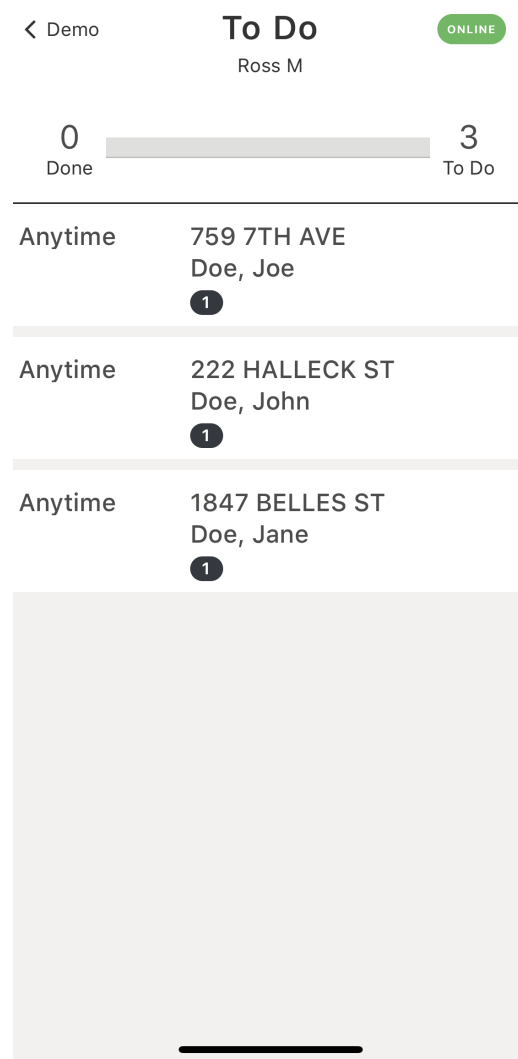 Demo
To Do
ONLINE
Ross M
0
Done
3
To Do
Anytime
759 7TH AVE
Doe, Joe
1
Anytime
222 HALLECK ST
Doe, John
1
Anytime
1847 BELLES ST
Doe, Jane
1